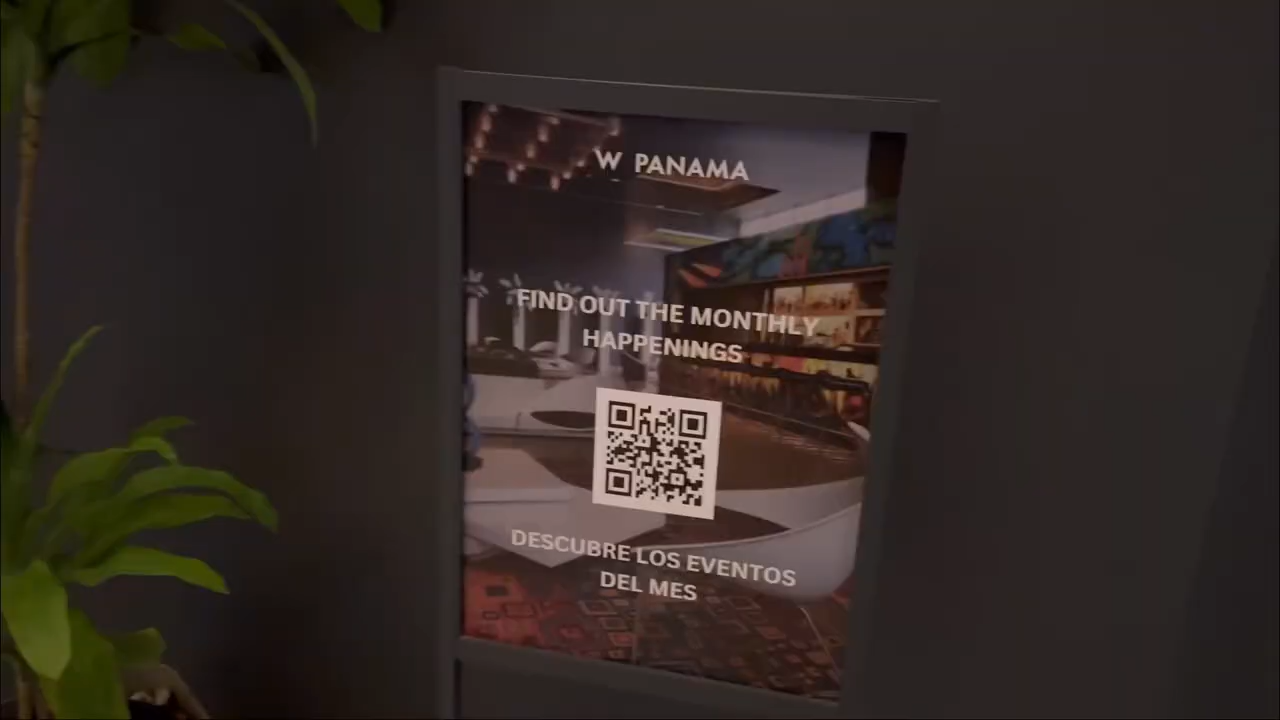 W PANAMA
FIND OUT THE MONTHLY
HAPPENINGS
DESCUBRE LOS EVENTOS
DEL MES